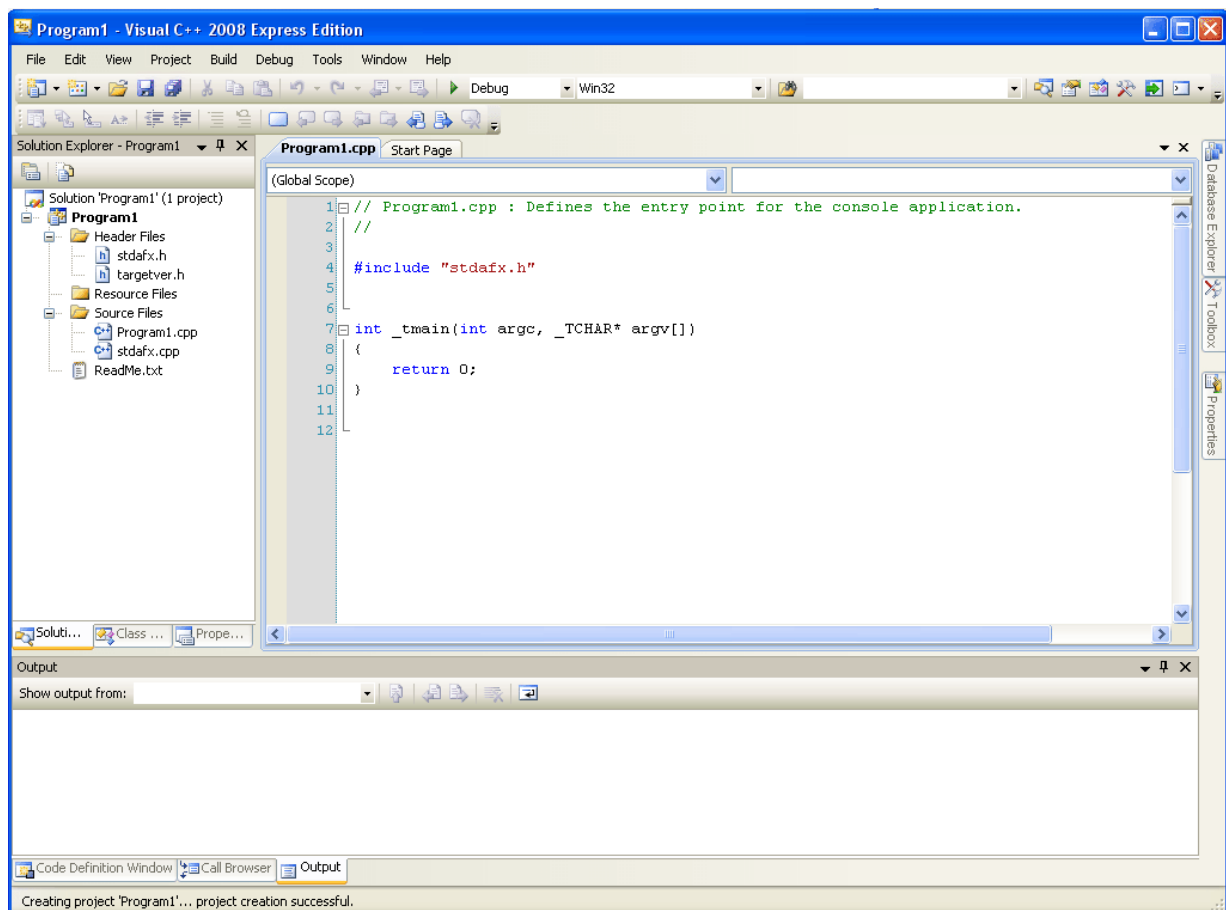 Program1 - Visual C++ 2008 Express Edition
File Edit View Project Build Debug Tools Window Help
Debug Win32
Solution Explorer - Program1
Program1.cpp Start Page
(Global Scope)
Solution 'Program1' (1 project)
Program1
Header Files
stdafx.h
targetver.h
Resource Files
Source Files
Program1.cpp
stdafx.cpp
ReadMe.txt
1 // Program1.cpp : Defines the entry point for the console application.
2 //
3
4 #include "stdafx.h"
5
6
7 int _tmain(int argc, _TCHAR* argv[])
8 {
9 return 0;
10 }
11
12
Database Explorer
Toolbox
Properties
Soluti... Class ... Prope...
Output
Show output from:
Code Definition Window Call Browser Output
Creating project 'Program1'... project creation successful.